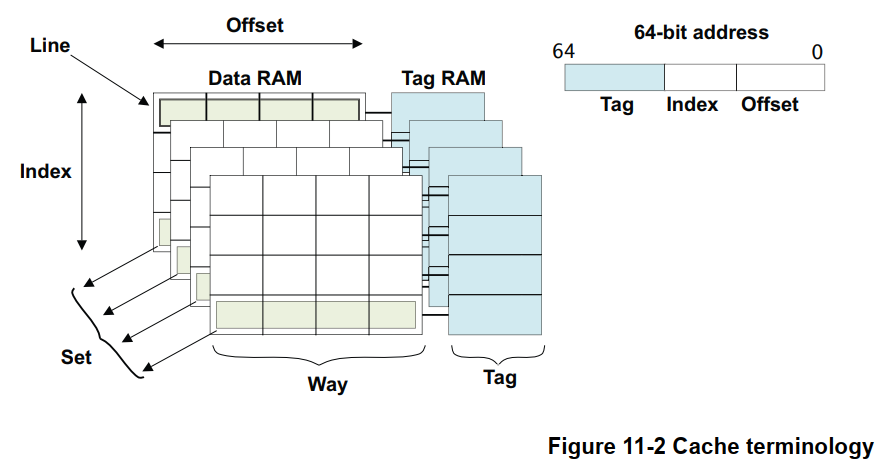 Offset
64-bit address
Line
64
0
Data RAM
Tag RAM
Tag
Index
Offset
Index
Set
Way
Tag
Figure 11-2 Cache terminology